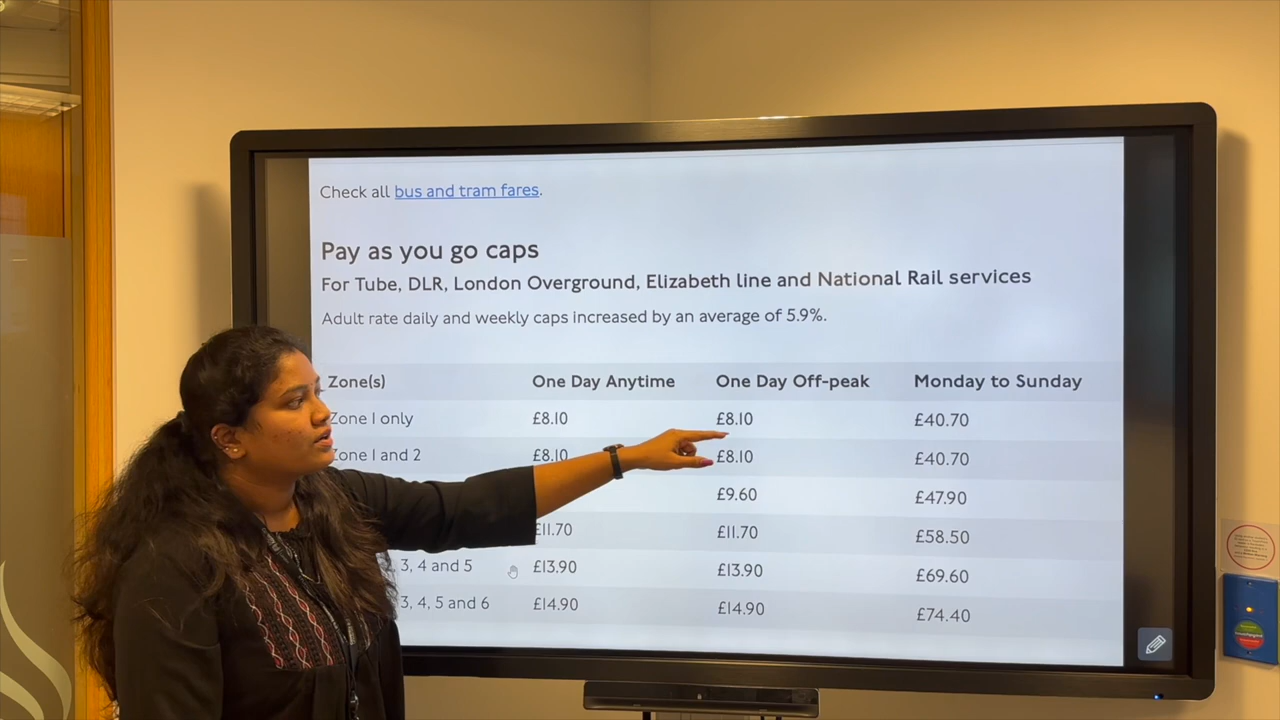 Check all bus and tram fares.
Pay as you go caps
For Tube, DLR, London Overground, Elizabeth line and National Rail services
Adult rate daily and weekly caps increased by an average of 5.9%.
Zone(s) One Day Anytime One Day Off-peak Monday to Sunday
Zone 1 only £8.10 £8.10 £40.70
Zone 1 and 2 £8.10 £8.10 £40.70
£9.60 £47.90
£11.70 £11.70 £58.50
3, 4 and 5 £13.90 £13.90 £69.60
3, 4, 5 and 6 £14.90 £14.90 £74.40